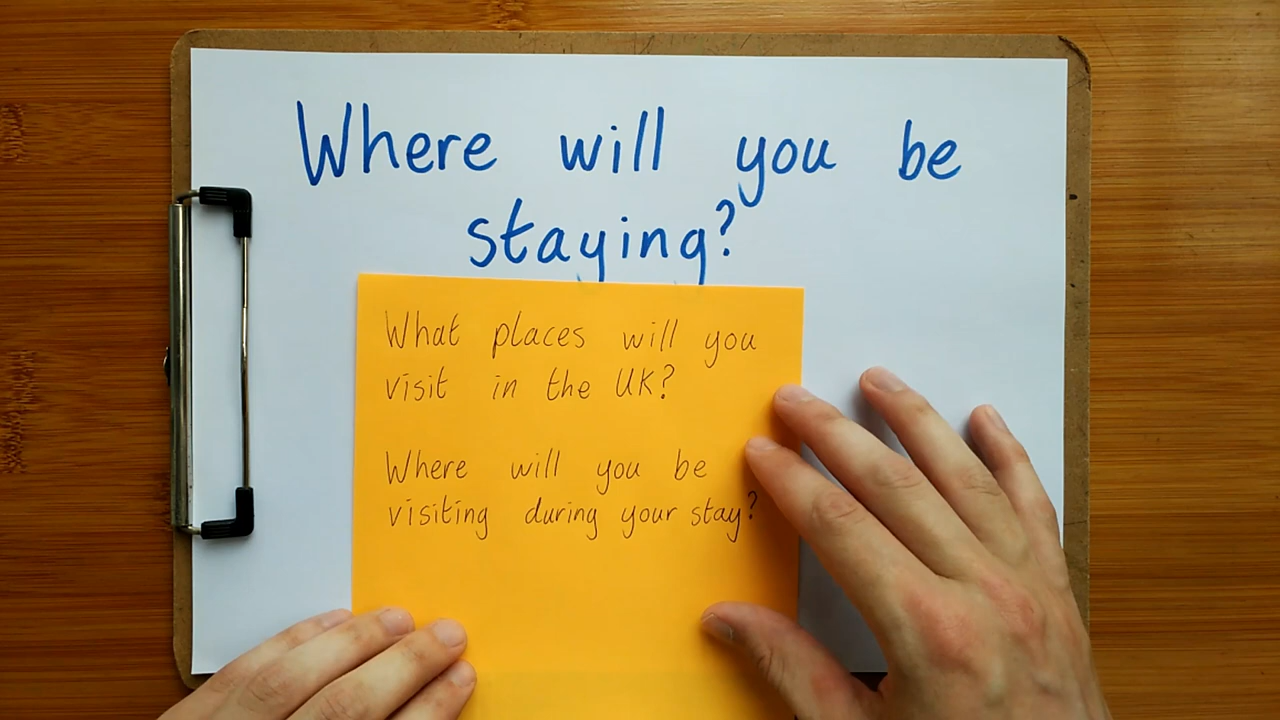 Where will you be
staying?
What places will you
visit in the UK?
Where will you be
visiting during your stay?